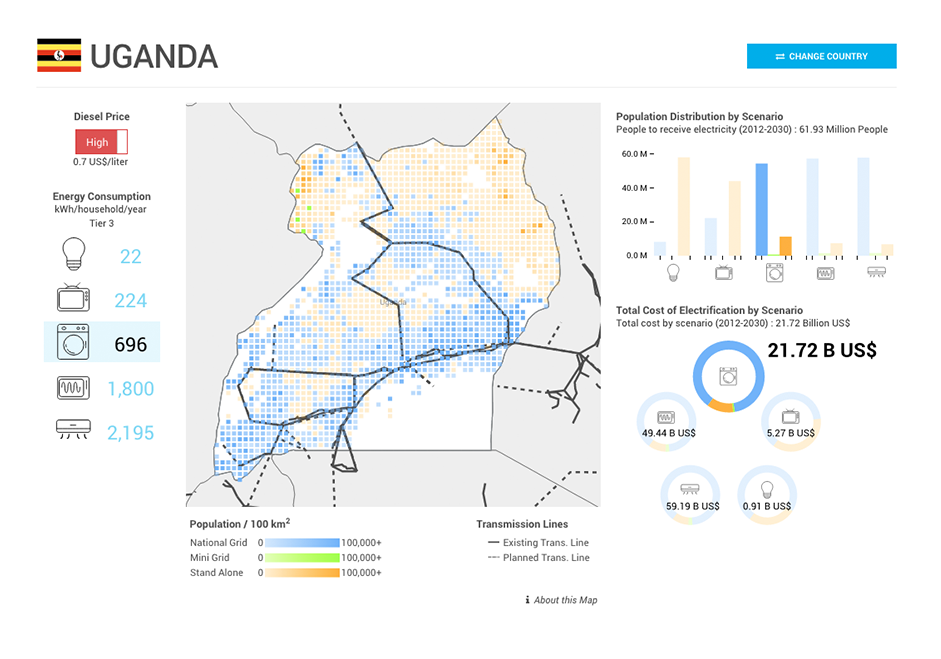 UGANDA
CHANGE COUNTRY
Diesel Price
High
0.7 US$/liter
Energy Consumption
kWh/household/year
Tier 3
22
224
696
1,800
2,195
Uganda
Population / 100 km2
National Grid 0 100,000+
Mini Grid 0 100,000+
Stand Alone 0 100,000+
Transmission Lines
Existing Trans. Line
Planned Trans. Line
i About this Map
Population Distribution by Scenario
People to receive electricity (2012-2030) : 61.93 Million People
60.0 M
40.0 M
20.0 M
0.0 M
Total Cost of Electrification by Scenario
Total cost by scenario (2012-2030) : 21.72 Billion US$
21.72 B US$
49.44 B US$
5.27 B US$
59.19 B US$
0.91 B US$